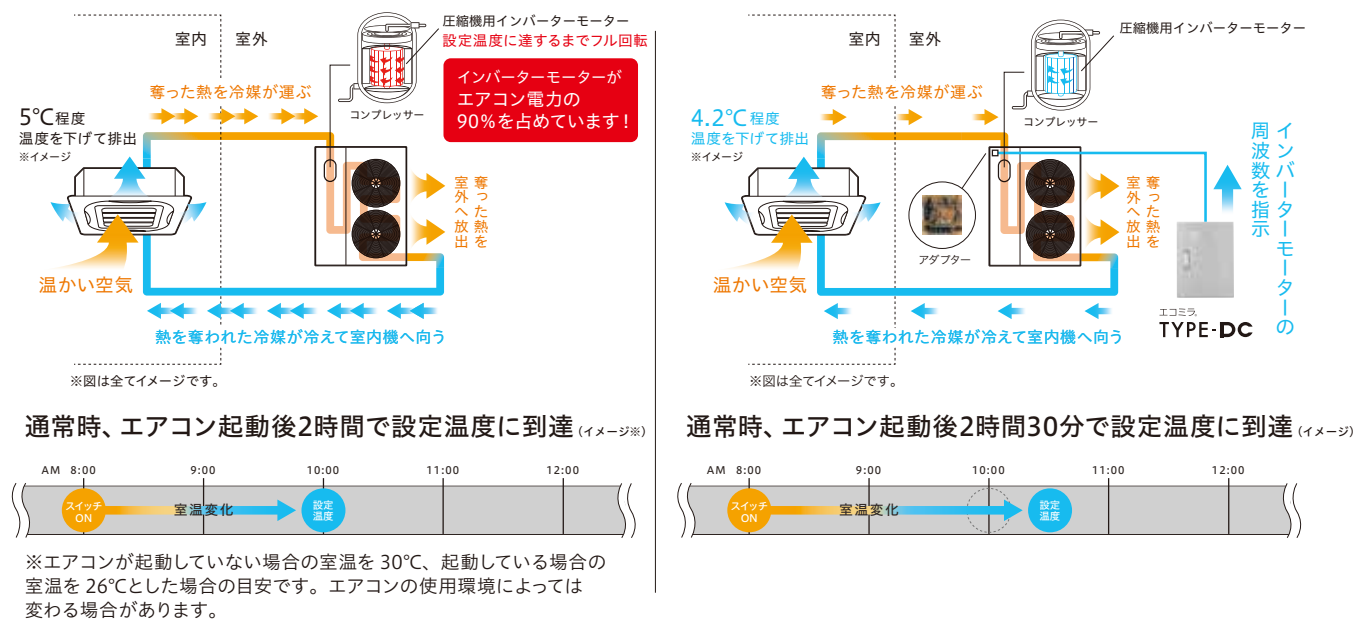 室内
室外
圧縮機用インバーターモーター
設定温度に達するまでフル回転
インバーターモーターが
エアコン電力の
90%を占めています!
コンプレッサー
奪った熱を冷媒が運ぶ
5℃程度
温度を下げて排出
※イメージ
温かい空気
奪った熱を
室外へ放出
熱を奪われた冷媒が冷えて室内機へ向う
※図は全てイメージです。
通常時、エアコン起動後2時間で設定温度に到達(イメージ※)
AM 8:00 9:00 10:00 11:00 12:00
スイッチ
ON
室温変化
設定
温度
※エアコンが起動していない場合の室温を 30℃、起動している場合の
室温を 26℃とした場合の目安です。エアコンの使用環境によっては
変わる場合があります。
室内
室外
圧縮機用インバーターモーター
コンプレッサー
奪った熱を冷媒が運ぶ
4.2℃程度
温度を下げて排出
※イメージ
温かい空気
アダプター
奪った熱を
室外へ放出
インバーターモーターの
周波数を指示
エコミラ
TYPE-DC
熱を奪われた冷媒が冷えて室内機へ向う
※図は全てイメージです。
通常時、エアコン起動後2時間30分で設定温度に到達(イメージ)
AM 8:00 9:00 10:00 11:00 12:00
スイッチ
ON
室温変化
設定
温度